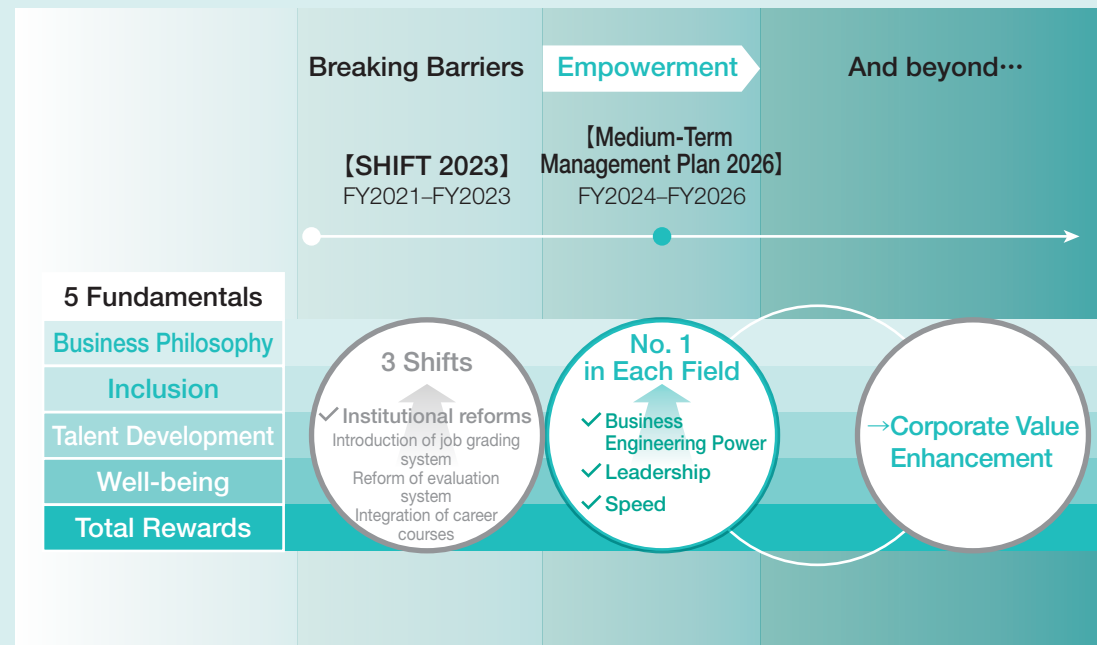 Breaking Barriers
Empowerment
And beyond…
【SHIFT 2023】
FY2021–FY2023
【Medium-Term
Management Plan 2026】
FY2024–FY2026
5 Fundamentals
Business Philosophy
Inclusion
Talent Development
Well-being
Total Rewards
3 Shifts
✓ Institutional reforms
Introduction of job grading
system
Reform of evaluation
system
Integration of career
courses
No. 1
in Each Field
✓ Business
Engineering Power
✓ Leadership
✓ Speed
→Corporate Value
Enhancement